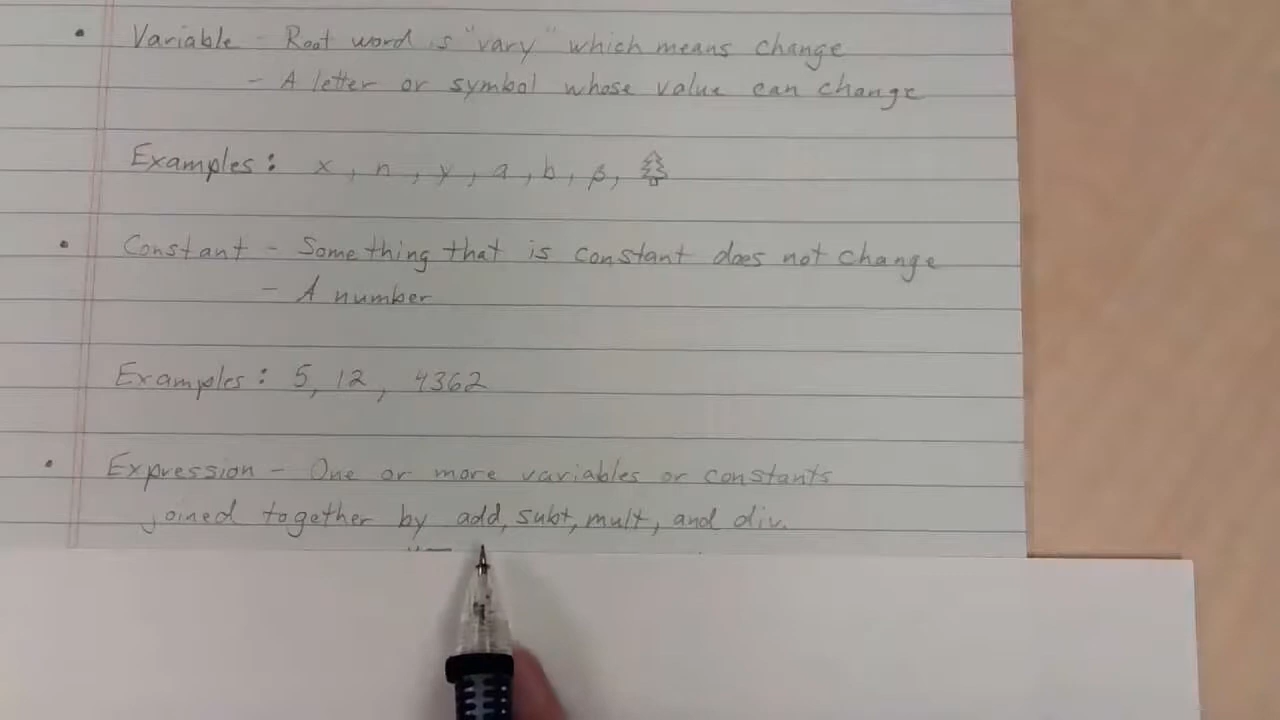 • Variable - Root word is "vary" which means change
- A letter or symbol whose value can change
Examples: x, n, y, a, b, β, 🌲
• Constant - Something that is constant does not change
- A number
Examples: 5, 12, 4362
• Expression - One or more variables or constants
joined together by add, subt, mult, and div.